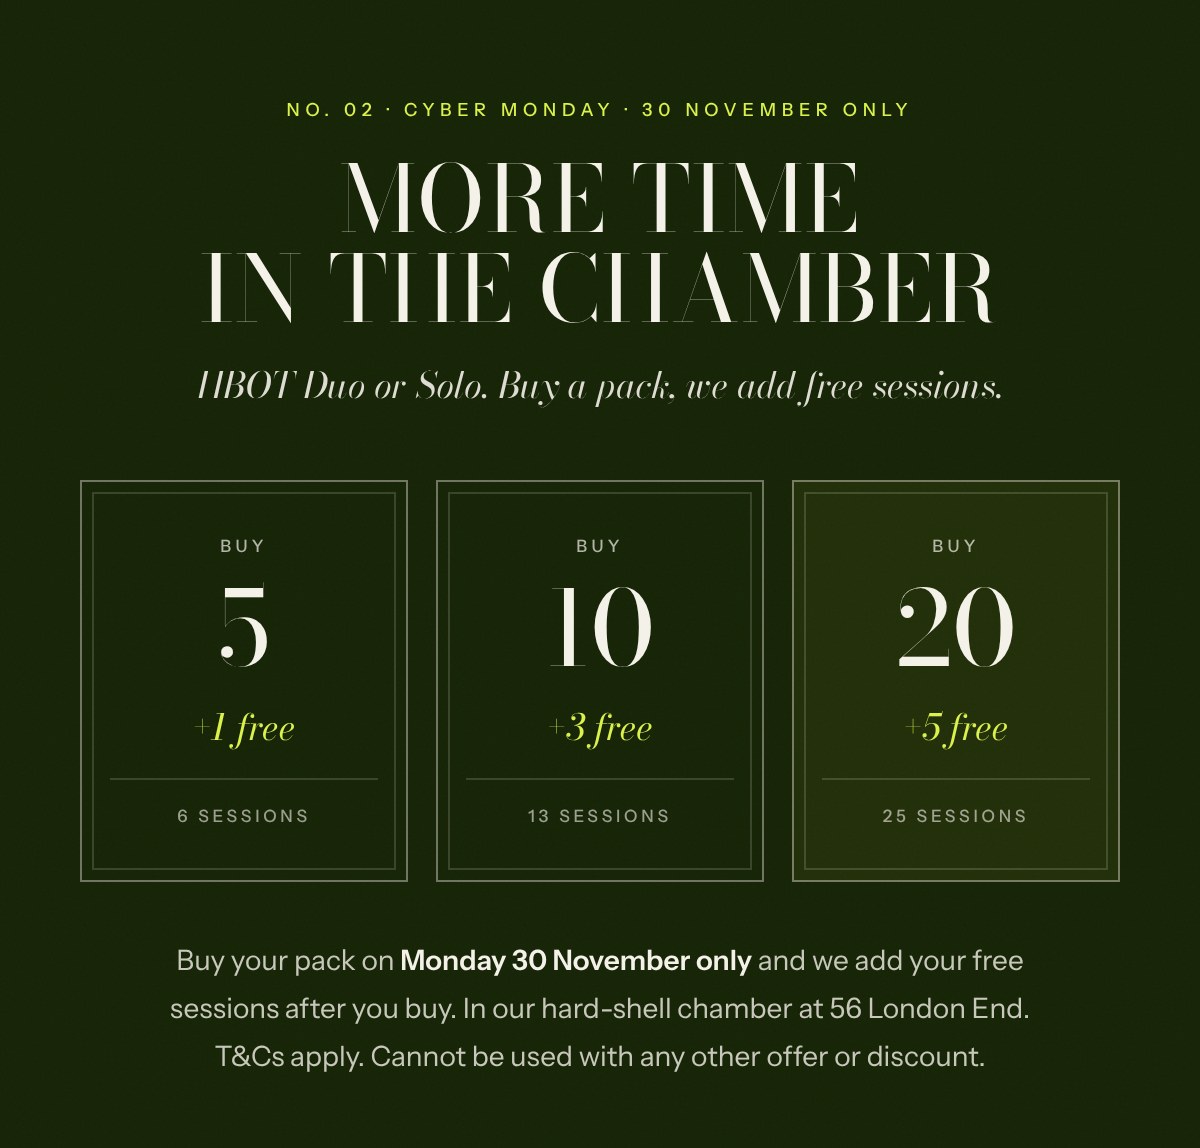 NO. 02 · CYBER MONDAY · 30 NOVEMBER ONLY
MORE TIME
IN THE CHAMBER
HBOT Duo or Solo. Buy a pack, we add free sessions.
BUY
5
+1 free
6 SESSIONS
BUY
10
+3 free
13 SESSIONS
BUY
20
+5 free
25 SESSIONS
Buy your pack on Monday 30 November only and we add your free
sessions after you buy. In our hard-shell chamber at 56 London End.
T&Cs apply. Cannot be used with any other offer or discount.